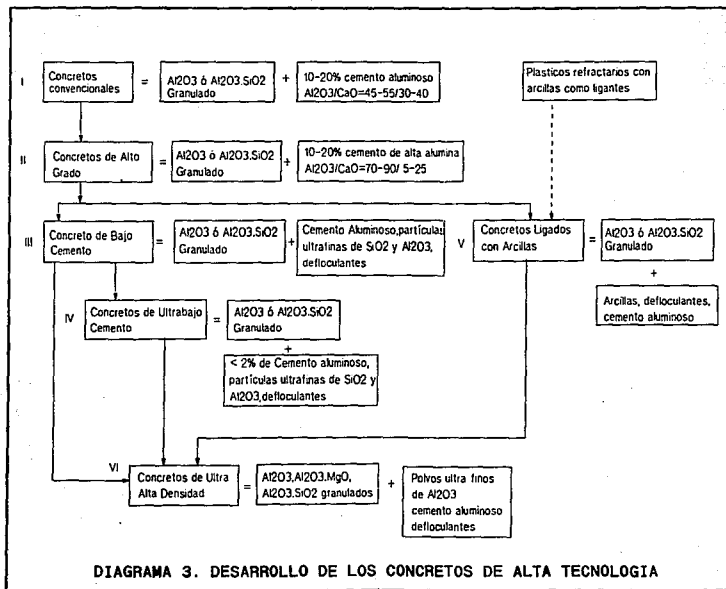 I
Concretos
convencionales
=
Al2O3 ó Al2O3.SiO2
Granulado
+
10-20% cemento aluminoso
Al2O3/CaO=45-55/30-40
Plasticos refractarios con
arcillas como ligantes
II
Concretos de Alto
Grado
=
Al2O3 ó Al2O3.SiO2
Granulado
+
10-20% cemento de alta alumina
Al2O3/CaO=70-90/ 5-25
III
Concreto de Bajo
Cemento
=
Al2O3 ó Al2O3.SiO2
Granulado
+
Cemento Aluminoso,partículas
ultrafinas de SiO2 y Al2O3,
defloculantes
V
Concretos Ligados
con Arcillas
=
Al2O3 ó Al2O3.SiO2
Granulado
+
Arcillas, defloculantes,
cemento aluminoso
IV
Concretos de Ultrabajo
Cemento
=
Al2O3 ó Al2O3.SiO2
Granulado
+
< 2% de Cemento aluminoso,
partículas ultrafinas de SiO2 y
Al2O3,defloculantes
VI
Concretos de Ultra
Alta Densidad
=
Al2O3,Al2O3.MgO,
Al2O3.SiO2 granulados
+
Polvos ultra finos
de Al2O3
cemento aluminoso
defloculantes
DIAGRAMA 3. DESARROLLO DE LOS CONCRETOS DE ALTA TECNOLOGIA